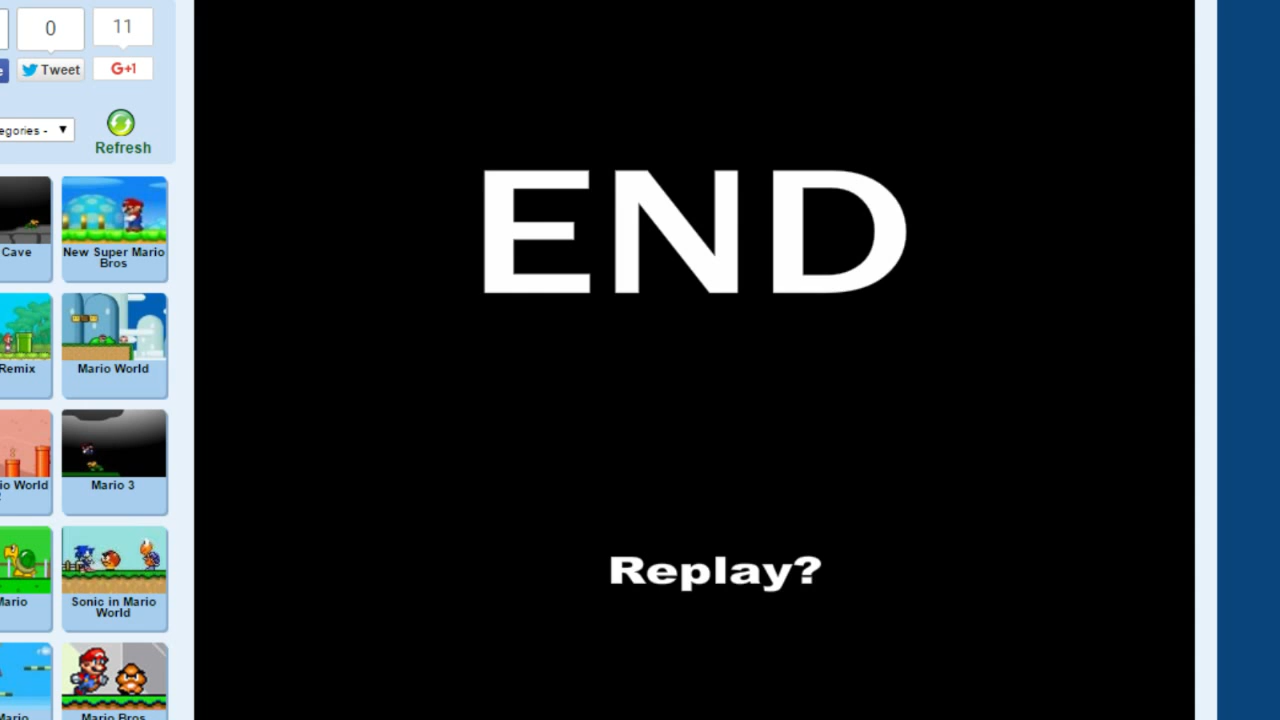 0
11
Tweet
G+1
egories -
Refresh
Cave
New Super Mario
Bros
Remix
Mario World
io World
Mario 3
Mario
Sonic in Mario
World
Mario
Mario Bros
END
Replay?